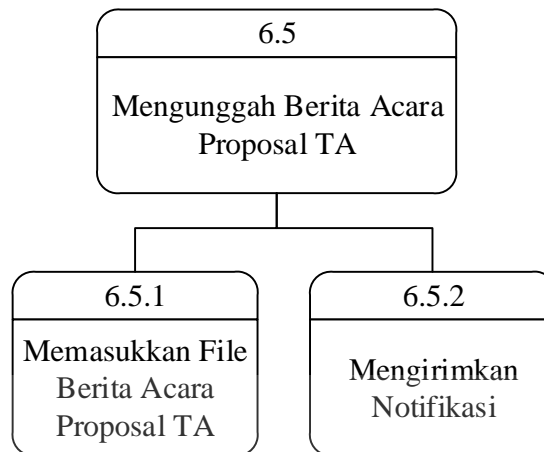 6.5
Mengunggah Berita Acara
Proposal TA
6.5.1
Memasukkan File
Berita Acara
Proposal TA
6.5.2
Mengirimkan
Notifikasi